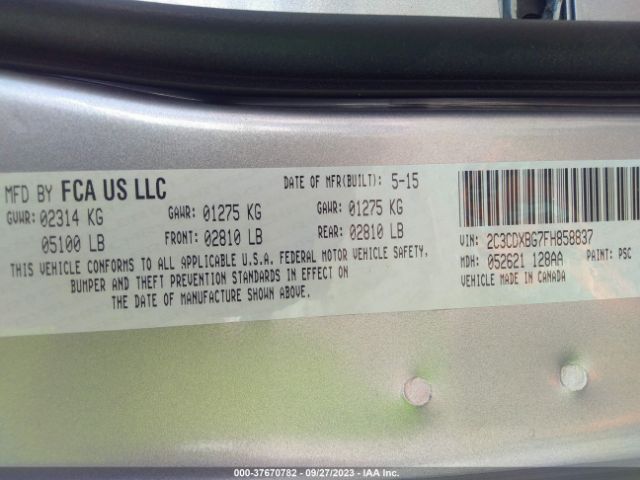 MFD BY FCA US LLC
DATE OF MFR(BUILT): 5-15
GVWR: 02314 KG GAWR: 01275 KG GAWR: 01275 KG
05100 LB FRONT: 02810 LB REAR: 02810 LB
THIS VEHICLE CONFORMS TO ALL APPLICABLE U.S.A. FEDERAL MOTOR VEHICLE SAFETY,
BUMPER AND THEFT PREVENTION STANDARDS IN EFFECT ON
THE DATE OF MANUFACTURE SHOWN ABOVE.
VIN: 2C3CDXBG7FH858837
MDH: 052621 128AA PAINT: PSC
VEHICLE MADE IN CANADA
000-37670782 - 09/27/2023 - IAA Inc.